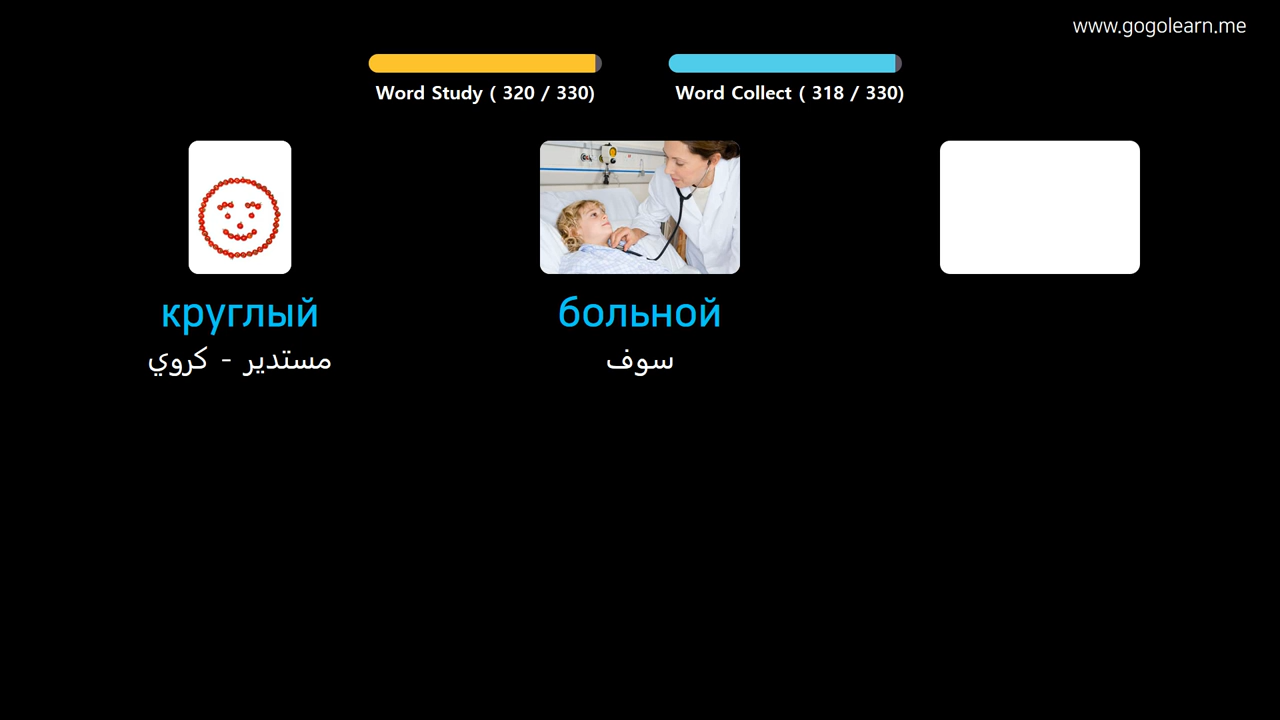 www.gogolearn.me
Word Study ( 320 / 330)
Word Collect ( 318 / 330)
круглый
مستدير - كروي
больной
سوف